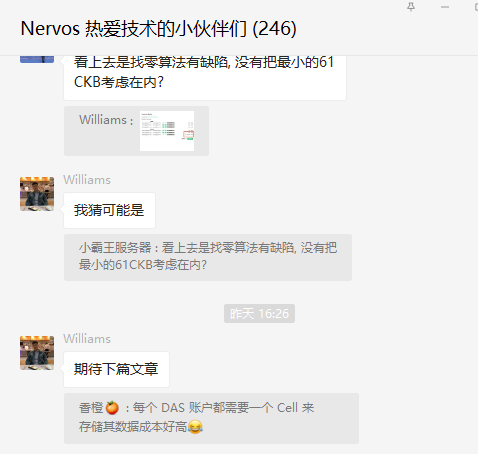 Nervos 热爱技术的小伙伴们 (246)
看上去是找零算法有缺陷, 没有把最小的61
CKB考虑在内?
Williams :
Williams
我猜可能是
小霸王服务器 : 看上去是找零算法有缺陷, 没有把
最小的61CKB考虑在内?
昨天 16:26
Williams
期待下篇文章
香橙🍊 : 每个 DAS 账户都需要一个 Cell 来
存储其数据成本好高😂